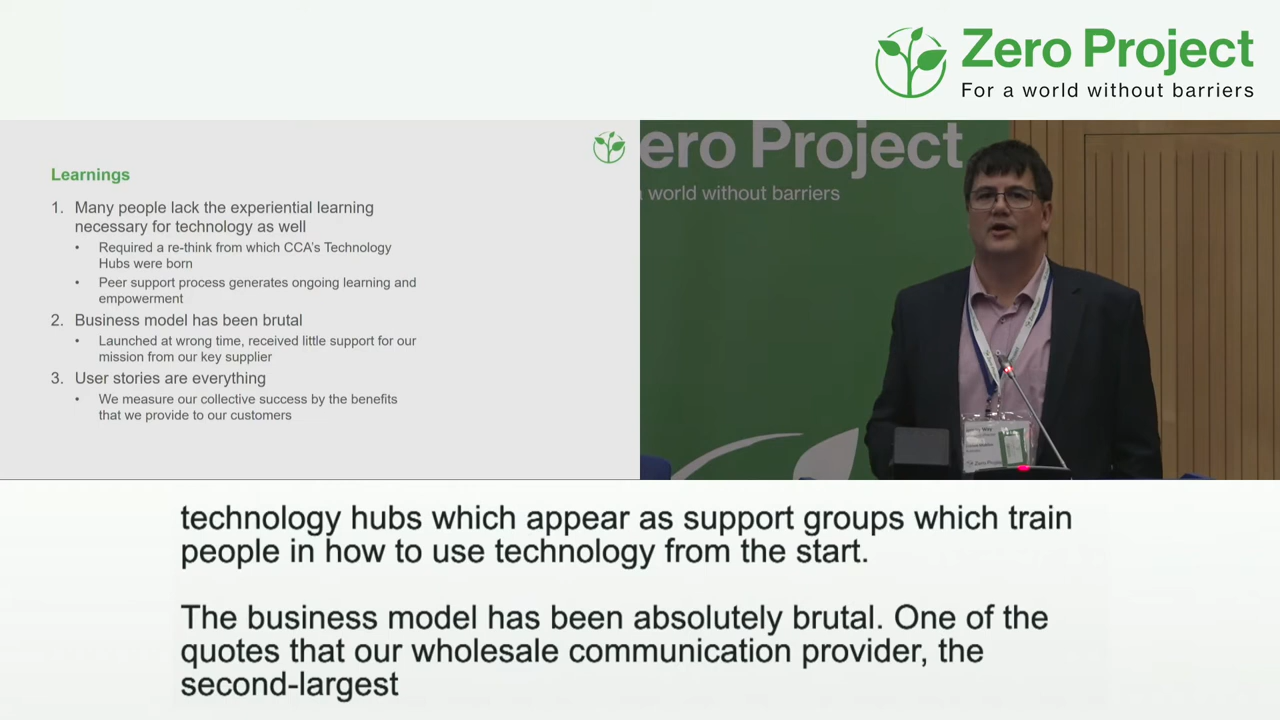 Zero Project
For a world without barriers
Learnings
1. Many people lack the experiential learning
necessary for technology as well
• Required a re-think from which CCA's Technology
Hubs were born
• Peer support process generates ongoing learning and
empowerment
2. Business model has been brutal
• Launched at wrong time, received little support for our
mission from our key supplier
3. User stories are everything
• We measure our collective success by the benefits
that we provide to our customers
ero Project
a world without barriers
Way
Zero Project
technology hubs which appear as support groups which train
people in how to use technology from the start.
The business model has been absolutely brutal. One of the
quotes that our wholesale communication provider, the
second-largest